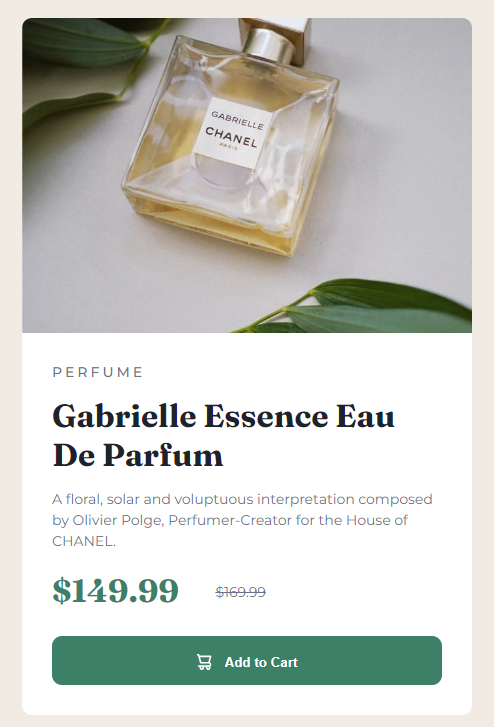 GABRIELLE
CHANEL
PARIS
PERFUME
Gabrielle Essence Eau
De Parfum
A floral, solar and voluptuous interpretation composed
by Olivier Polge, Perfumer-Creator for the House of
CHANEL.
$149.99 $169.99
Add to Cart